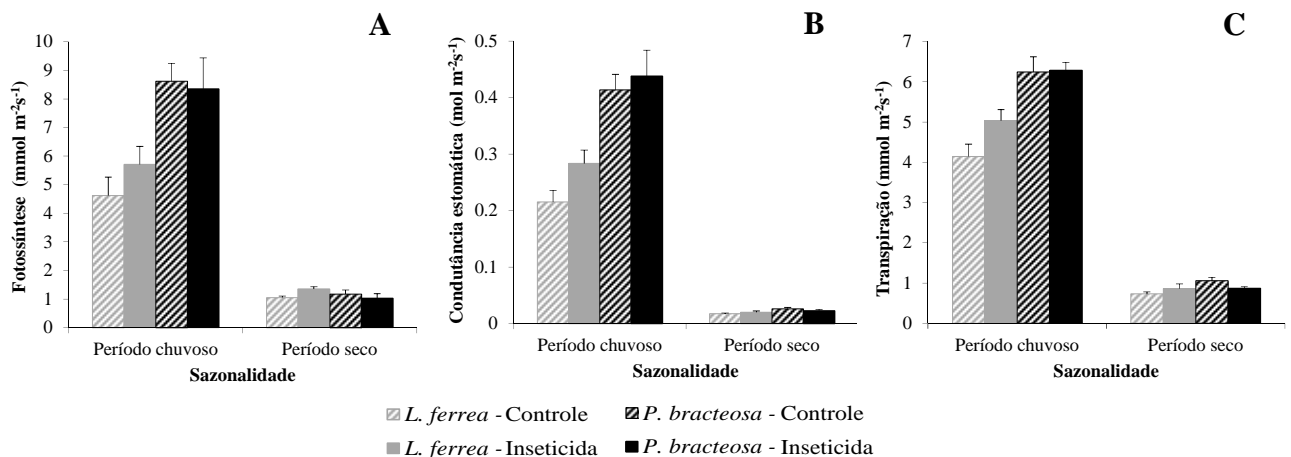 A
Fotossíntese (mmol m-2s-1)
10
9
8
7
6
5
4
3
2
1
0
Período chuvoso Período seco
Sazonalidade
B
Condutância estomática (mol m-2s-1)
0.5
0.4
0.3
0.2
0.1
0
Período chuvoso Período seco
Sazonalidade
C
Transpiração (mmol m-2s-1)
7
6
5
4
3
2
1
0
Período chuvoso Período seco
Sazonalidade
L. ferrea - Controle P. bracteosa - Controle
L. ferrea - Inseticida P. bracteosa - Inseticida